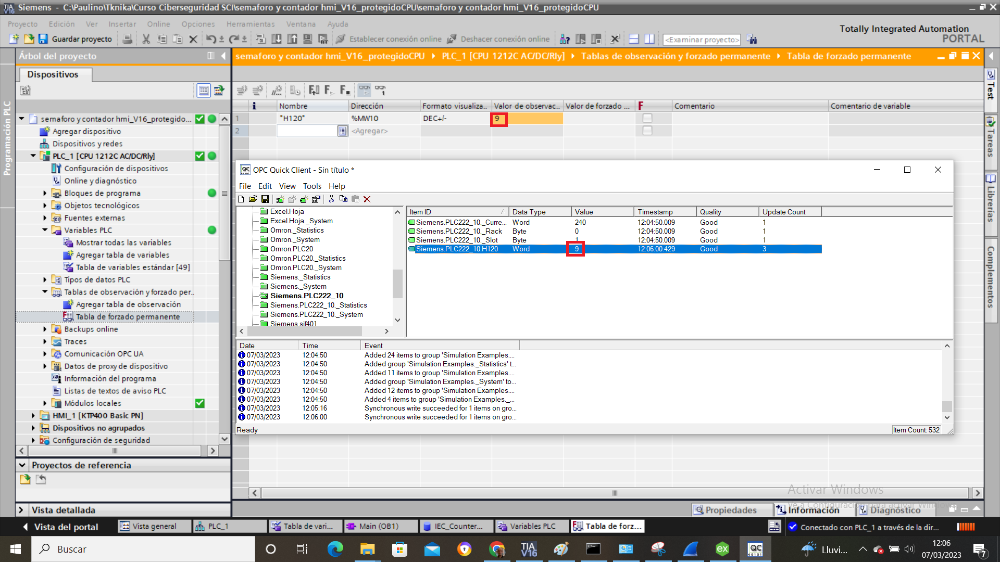 Siemens - C:\Paulino\Tknika\Curso Ciberseguridad SCI\semaforo y contador hmi_V16_protegidoCPU\semaforo y contador hmi_V16_protegidoCPU
Proyecto Edición Ver Insertar Online Opciones Herramientas Ventana Ayuda
Totally Integrated Automation
PORTAL
Guardar proyecto Establecer conexión online Deshacer conexión online <Examinar proyecto>
Árbol del proyecto
semaforo y contador hmi_V16_protegidoCPU PLC_1 [CPU 1212C AC/DC/Rly] Tablas de observación y forzado permanente Tabla de forzado permanente
Dispositivos
Programación PLC
semaforo y contador hmi_V16_protegido...
Agregar dispositivo
Dispositivos y redes
PLC_1 [CPU 1212C AC/DC/Rly]
Configuración de dispositivos
Online y diagnóstico
Bloques de programa
Objetos tecnológicos
Fuentes externas
Variables PLC
Mostrar todas las variables
Agregar tabla de variables
Tabla de variables estándar [49]
Tipos de datos PLC
Tablas de observación y forzado per..
Agregar tabla de observación
Tabla de forzado permanente
Backups online
Traces
Comunicación OPC UA
Datos de proxy de dispositivo
Información del programa
Listas de textos de aviso PLC
Módulos locales
HMI_1 [KTP400 Basic PN]
Dispositivos no agrupados
Configuración de seguridad
Proyectos de referencia
Vista detallada
i Nombre Dirección Formato visualiza.. Valor de observac.. Valor de forzado ... F Comentario Comentario de variable
1 "H120" %MW10 DEC+/- 9
2 <Agregar>
Test
Tareas
Librerías
Complementos
OPC Quick Client - Sin título *
File Edit View Tools Help
Excel.Hoja
Excel.Hoja._System
Omron._Statistics
Omron._System
Omron.PLC20
Omron.PLC20._Statistics
Omron.PLC20._System
Siemens._Statistics
Siemens._System
Siemens.PLC222_10
Siemens.PLC222_10._Statistics
Siemens.PLC222_10._System
Siemens.sif401
Item ID Data Type Value Timestamp Quality Update Count
Siemens.PLC222_10._Curre... Word 240 12:04:50.009 Good 1
Siemens.PLC222_10._Rack Byte 0 12:04:50.009 Good 1
Siemens.PLC222_10._Slot Byte 1 12:04:50.009 Good 1
Siemens.PLC222_10.H120 Word 9 12:06:00.429 Good 3
Date Time Event
07/03/2023 12:04:50 Added 24 items to group 'Simulation Examples....
07/03/2023 12:04:50 Added group 'Simulation Examples._Statistics' t...
07/03/2023 12:04:50 Added 11 items to group 'Simulation Examples....
07/03/2023 12:04:50 Added group 'Simulation Examples._System' to...
07/03/2023 12:04:50 Added 12 items to group 'Simulation Examples....
07/03/2023 12:04:50 Added 4 items to group 'Simulation Examples._...
07/03/2023 12:05:16 Synchronous write succeeded for 1 items on gro...
07/03/2023 12:06:00 Synchronous write succeeded for 1 items on gro...
Ready Item Count: 532
Activar Windows
Ve a Configuración para activar Windows.
Propiedades Información Diagnóstico
Vista del portal Vista general PLC_1 Tabla de vari... Main (OB1) IEC_Counter... Variables PLC Tabla de forz... Conectado con PLC_1 a través de la dir...
Buscar
TIA V16
ex
QC
Lluvi...
12:06
07/03/2023
7